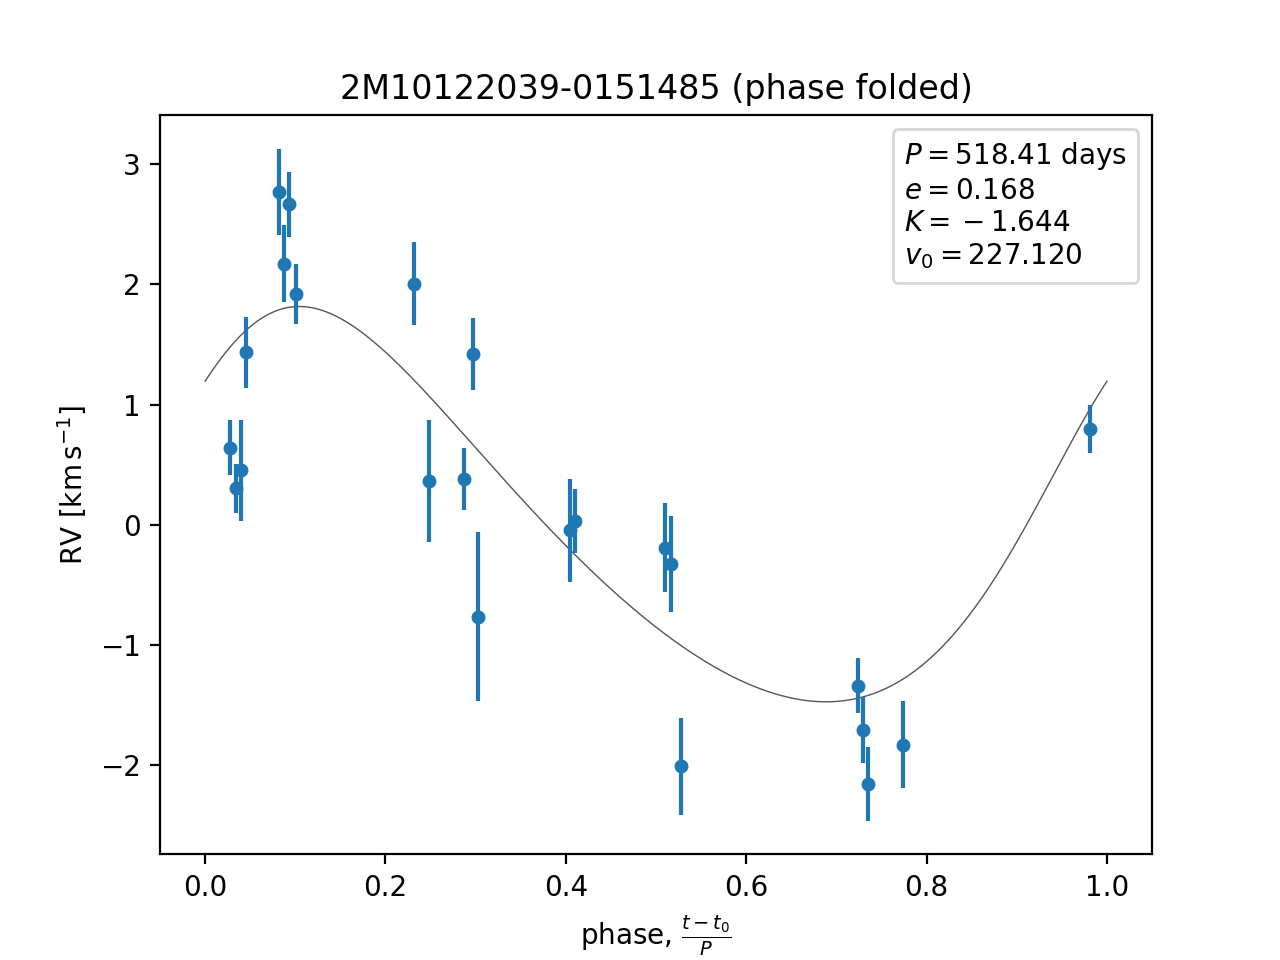 2M10122039-0151485 (phase folded)
P = 518.41 days
e = 0.168
K = − 1.644
v₀ = 227.120
3
2
1
0
−1
−2
RV [km s⁻¹]
0.0 0.2 0.4 0.6 0.8 1.0
phase, (t − t₀)/P